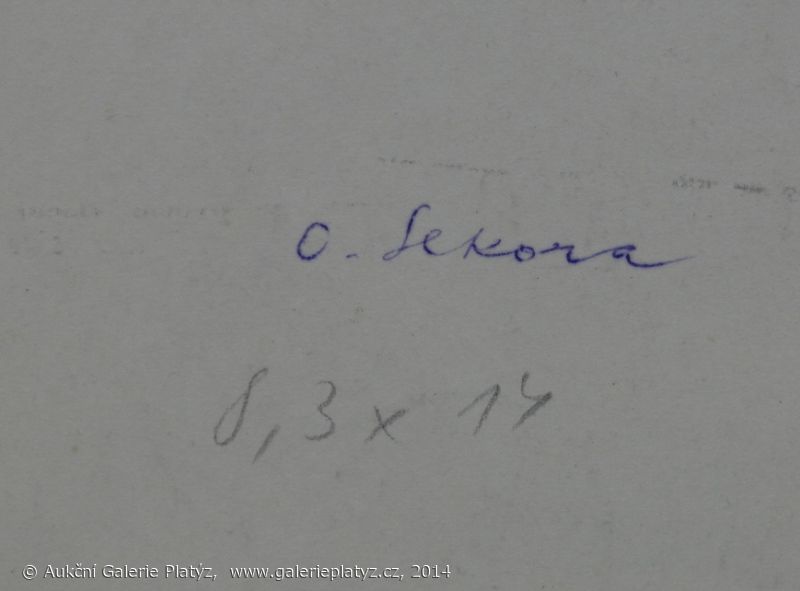 O. Sekora
8,3 x 14
© Aukční Galerie Platýz, www.galerieplatyz.cz, 2014